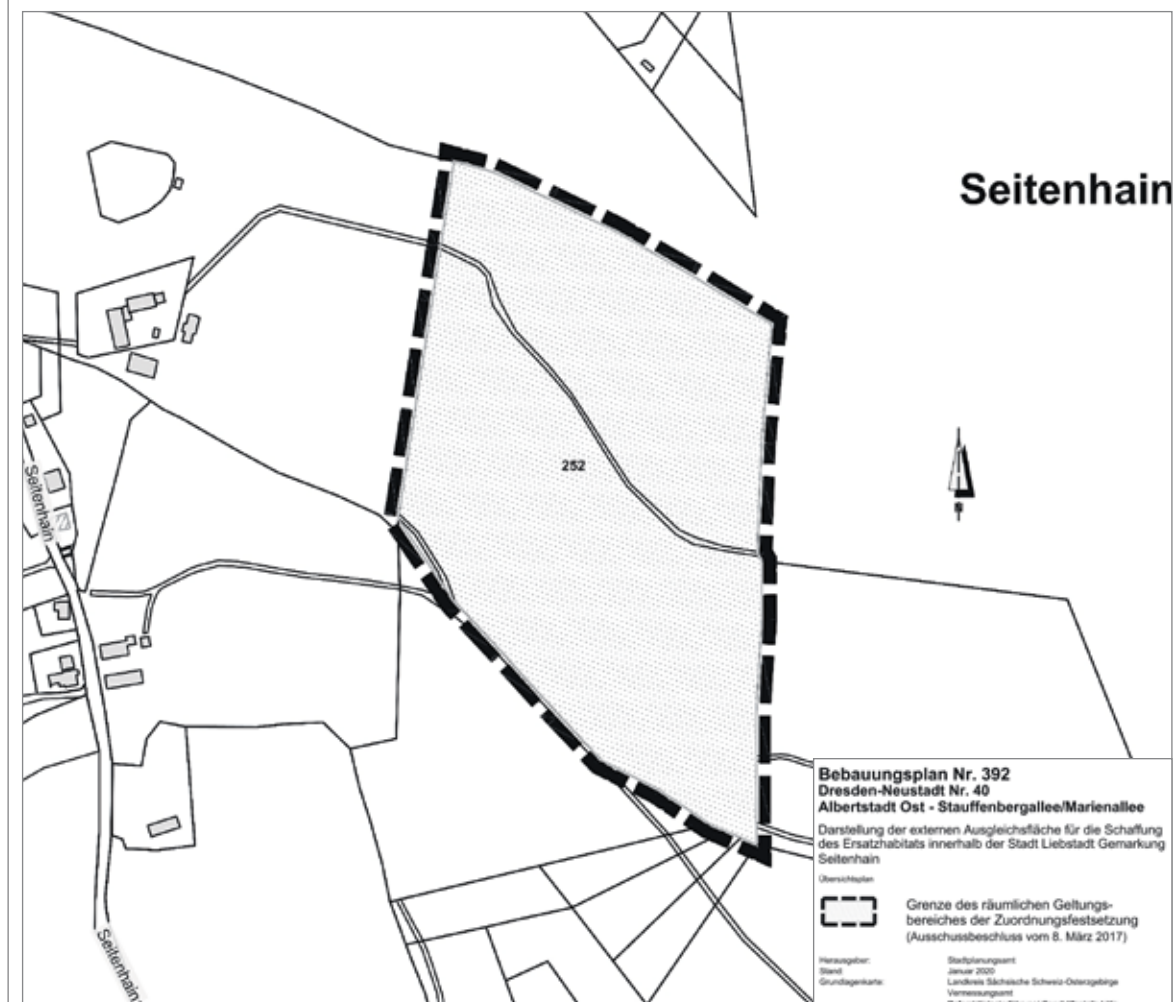 Seitenhain
252
Seitenhain
Seitenhain
N
Bebauungsplan Nr. 392
Dresden-Neustadt Nr. 40
Albertstadt Ost - Stauffenbergallee/Marienallee
Darstellung der externen Ausgleichsfläche für die Schaffung
des Ersatzhabitats innerhalb der Stadt Liebstadt Gemarkung
Seitenhain
Übersichtsplan
Grenze des räumlichen Geltungs-
bereiches der Zuordnungsfestsetzung
(Ausschussbeschluss vom 8. März 2017)
Herausgeber: Stadtplanungsamt
Stand: Januar 2020
Grundlagenkarte: Landkreis Sächsische Schweiz-Osterzgebirge
Vermessungsamt